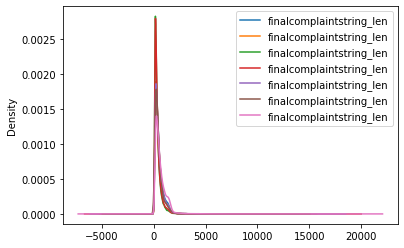 finalcomplaintstring_len
finalcomplaintstring_len
finalcomplaintstring_len
finalcomplaintstring_len
finalcomplaintstring_len
finalcomplaintstring_len
finalcomplaintstring_len
Density
0.0025
0.0020
0.0015
0.0010
0.0005
0.0000
−5000 0 5000 10000 15000 20000